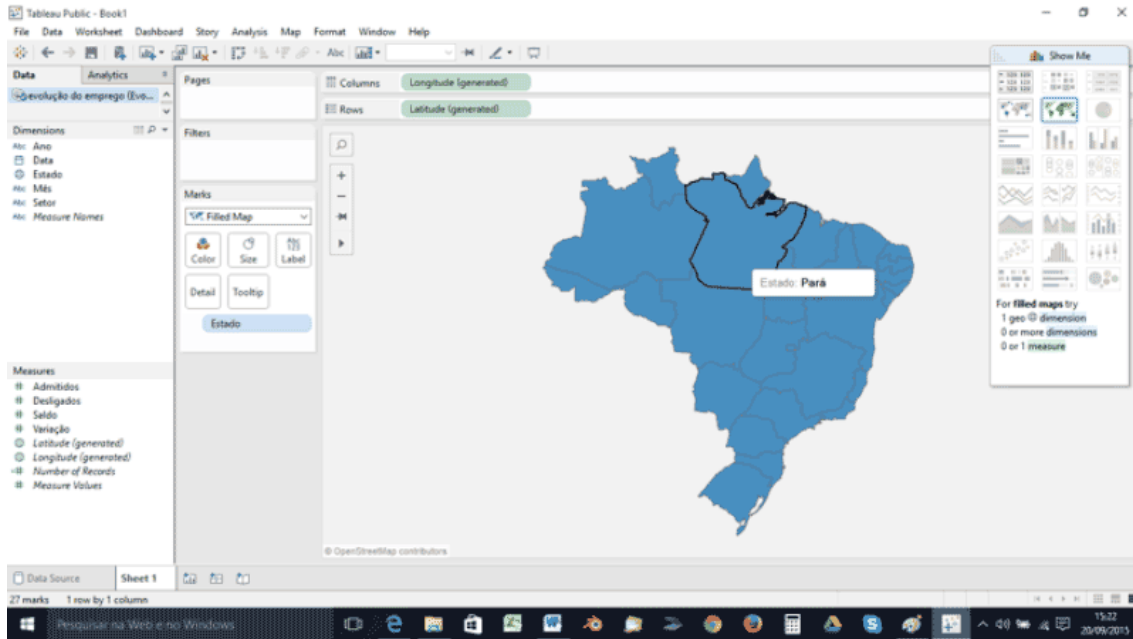 Tableau Public - Book1
File Data Worksheet Dashboard Story Analysis Map Format Window Help
Abc
Data Analytics
evolução do emprego (Evo...
Dimensions
Abc Ano
Data
Estado
Abc Mês
Abc Setor
Abc Measure Names
Measures
# Admitidos
# Desligados
# Saldo
# Variação
Latitude (generated)
Longitude (generated)
Number of Records
# Measure Values
Pages
Filters
Marks
Filled Map
Color Size Label
Detail Tooltip
Estado
Columns Longitude (generated)
Rows Latitude (generated)
Estado: Pará
© OpenStreetMap contributors
Show Me
For filled maps try
1 geo dimension
0 or more dimensions
0 or 1 measure
Data Source Sheet 1
27 marks 1 row by 1 column
Pesquisar na Web e no Windows
15:22
20/09/2015